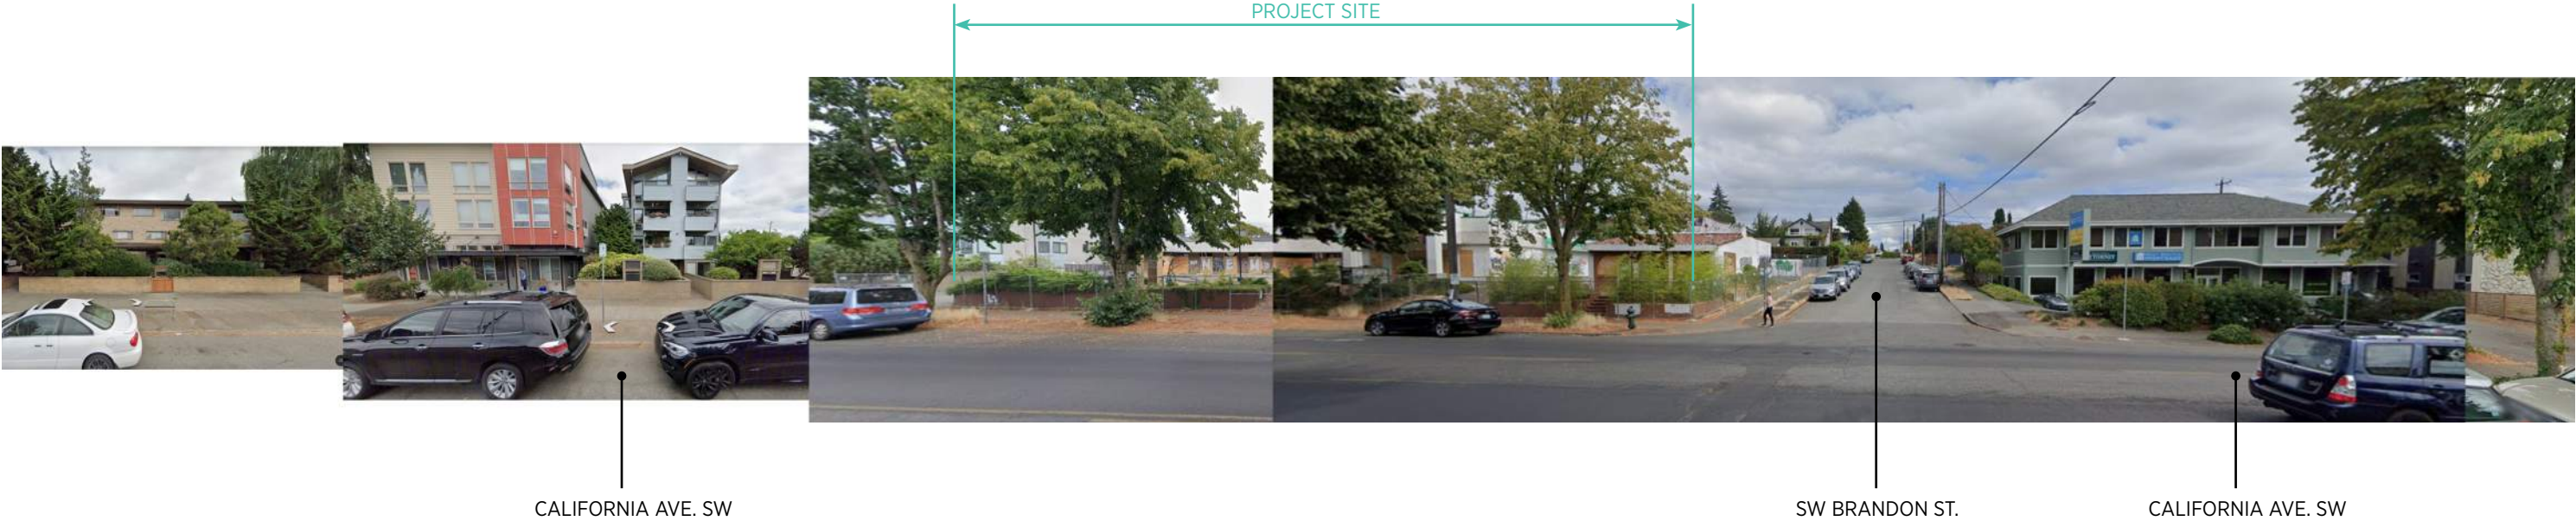 PROJECT SITE
CALIFORNIA AVE. SW
SW BRANDON ST.
CALIFORNIA AVE. SW